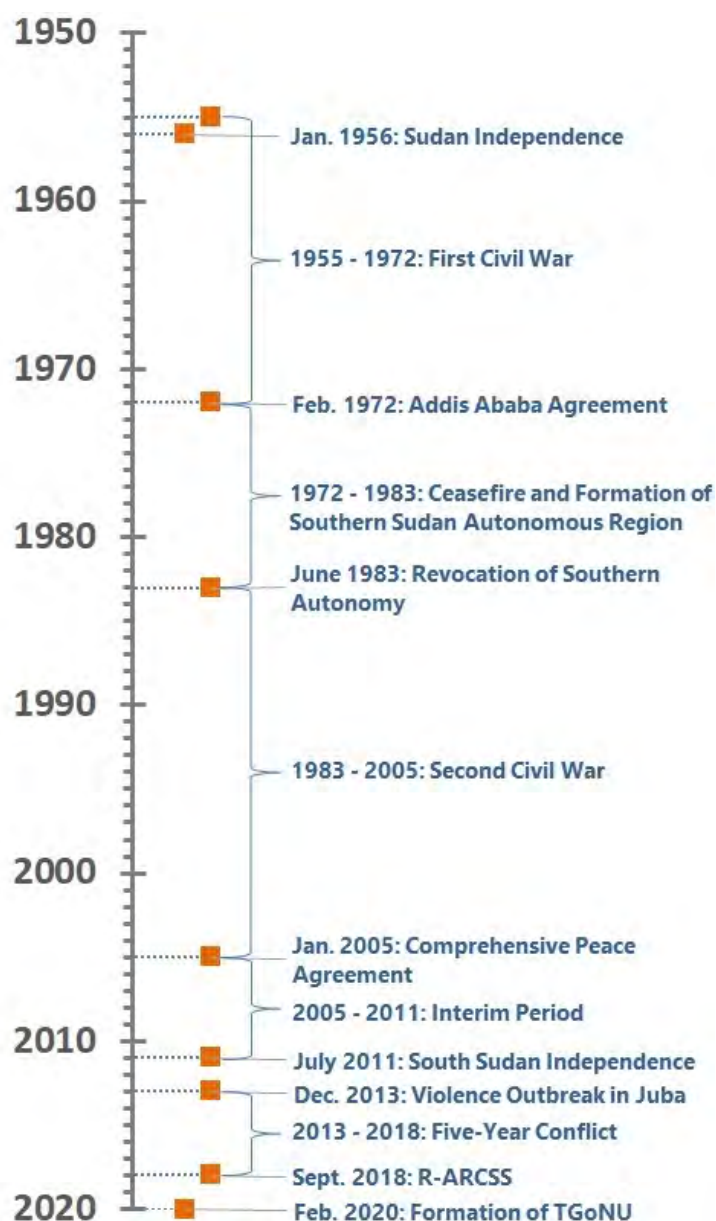 1950
Jan. 1956: Sudan Independence
1960
1955 - 1972: First Civil War
1970
Feb. 1972: Addis Ababa Agreement
1972 - 1983: Ceasefire and Formation of
Southern Sudan Autonomous Region
1980
June 1983: Revocation of Southern
Autonomy
1990
1983 - 2005: Second Civil War
2000
Jan. 2005: Comprehensive Peace
Agreement
2005 - 2011: Interim Period
2010
July 2011: South Sudan Independence
Dec. 2013: Violence Outbreak in Juba
2013 - 2018: Five-Year Conflict
Sept. 2018: R-ARCSS
2020
Feb. 2020: Formation of TGoNU